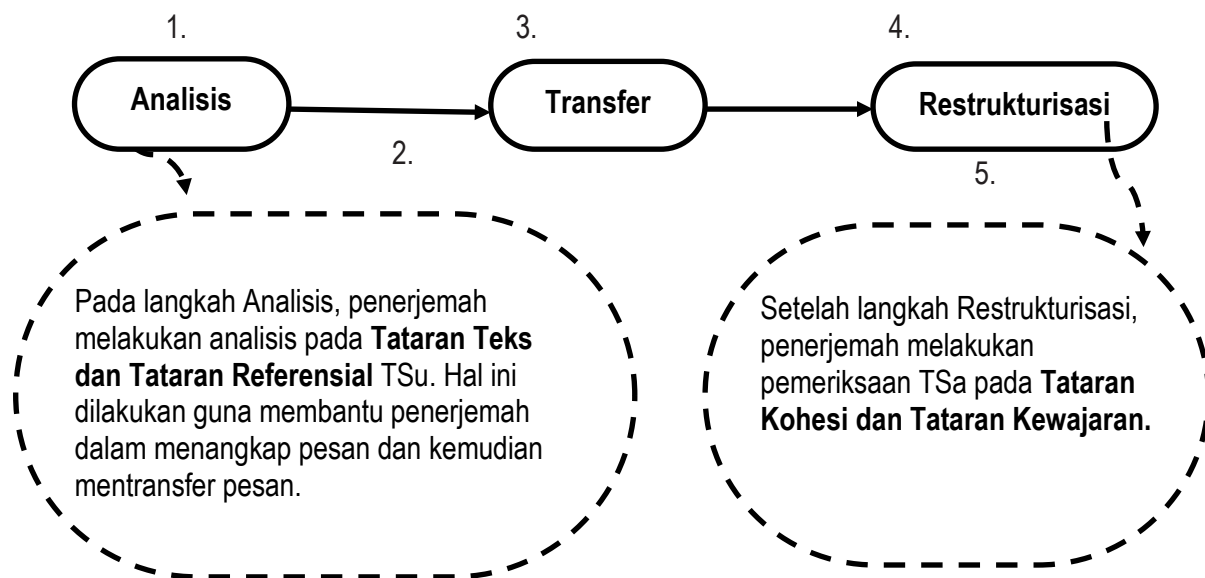 1.
3.
4.
Analisis
Transfer
Restrukturisasi
2.
5.
Pada langkah Analisis, penerjemah
melakukan analisis pada Tataran Teks
dan Tataran Referensial TSu. Hal ini
dilakukan guna membantu penerjemah
dalam menangkap pesan dan kemudian
mentransfer pesan.
Setelah langkah Restrukturisasi,
penerjemah melakukan
pemeriksaan TSa pada Tataran
Kohesi dan Tataran Kewajaran.